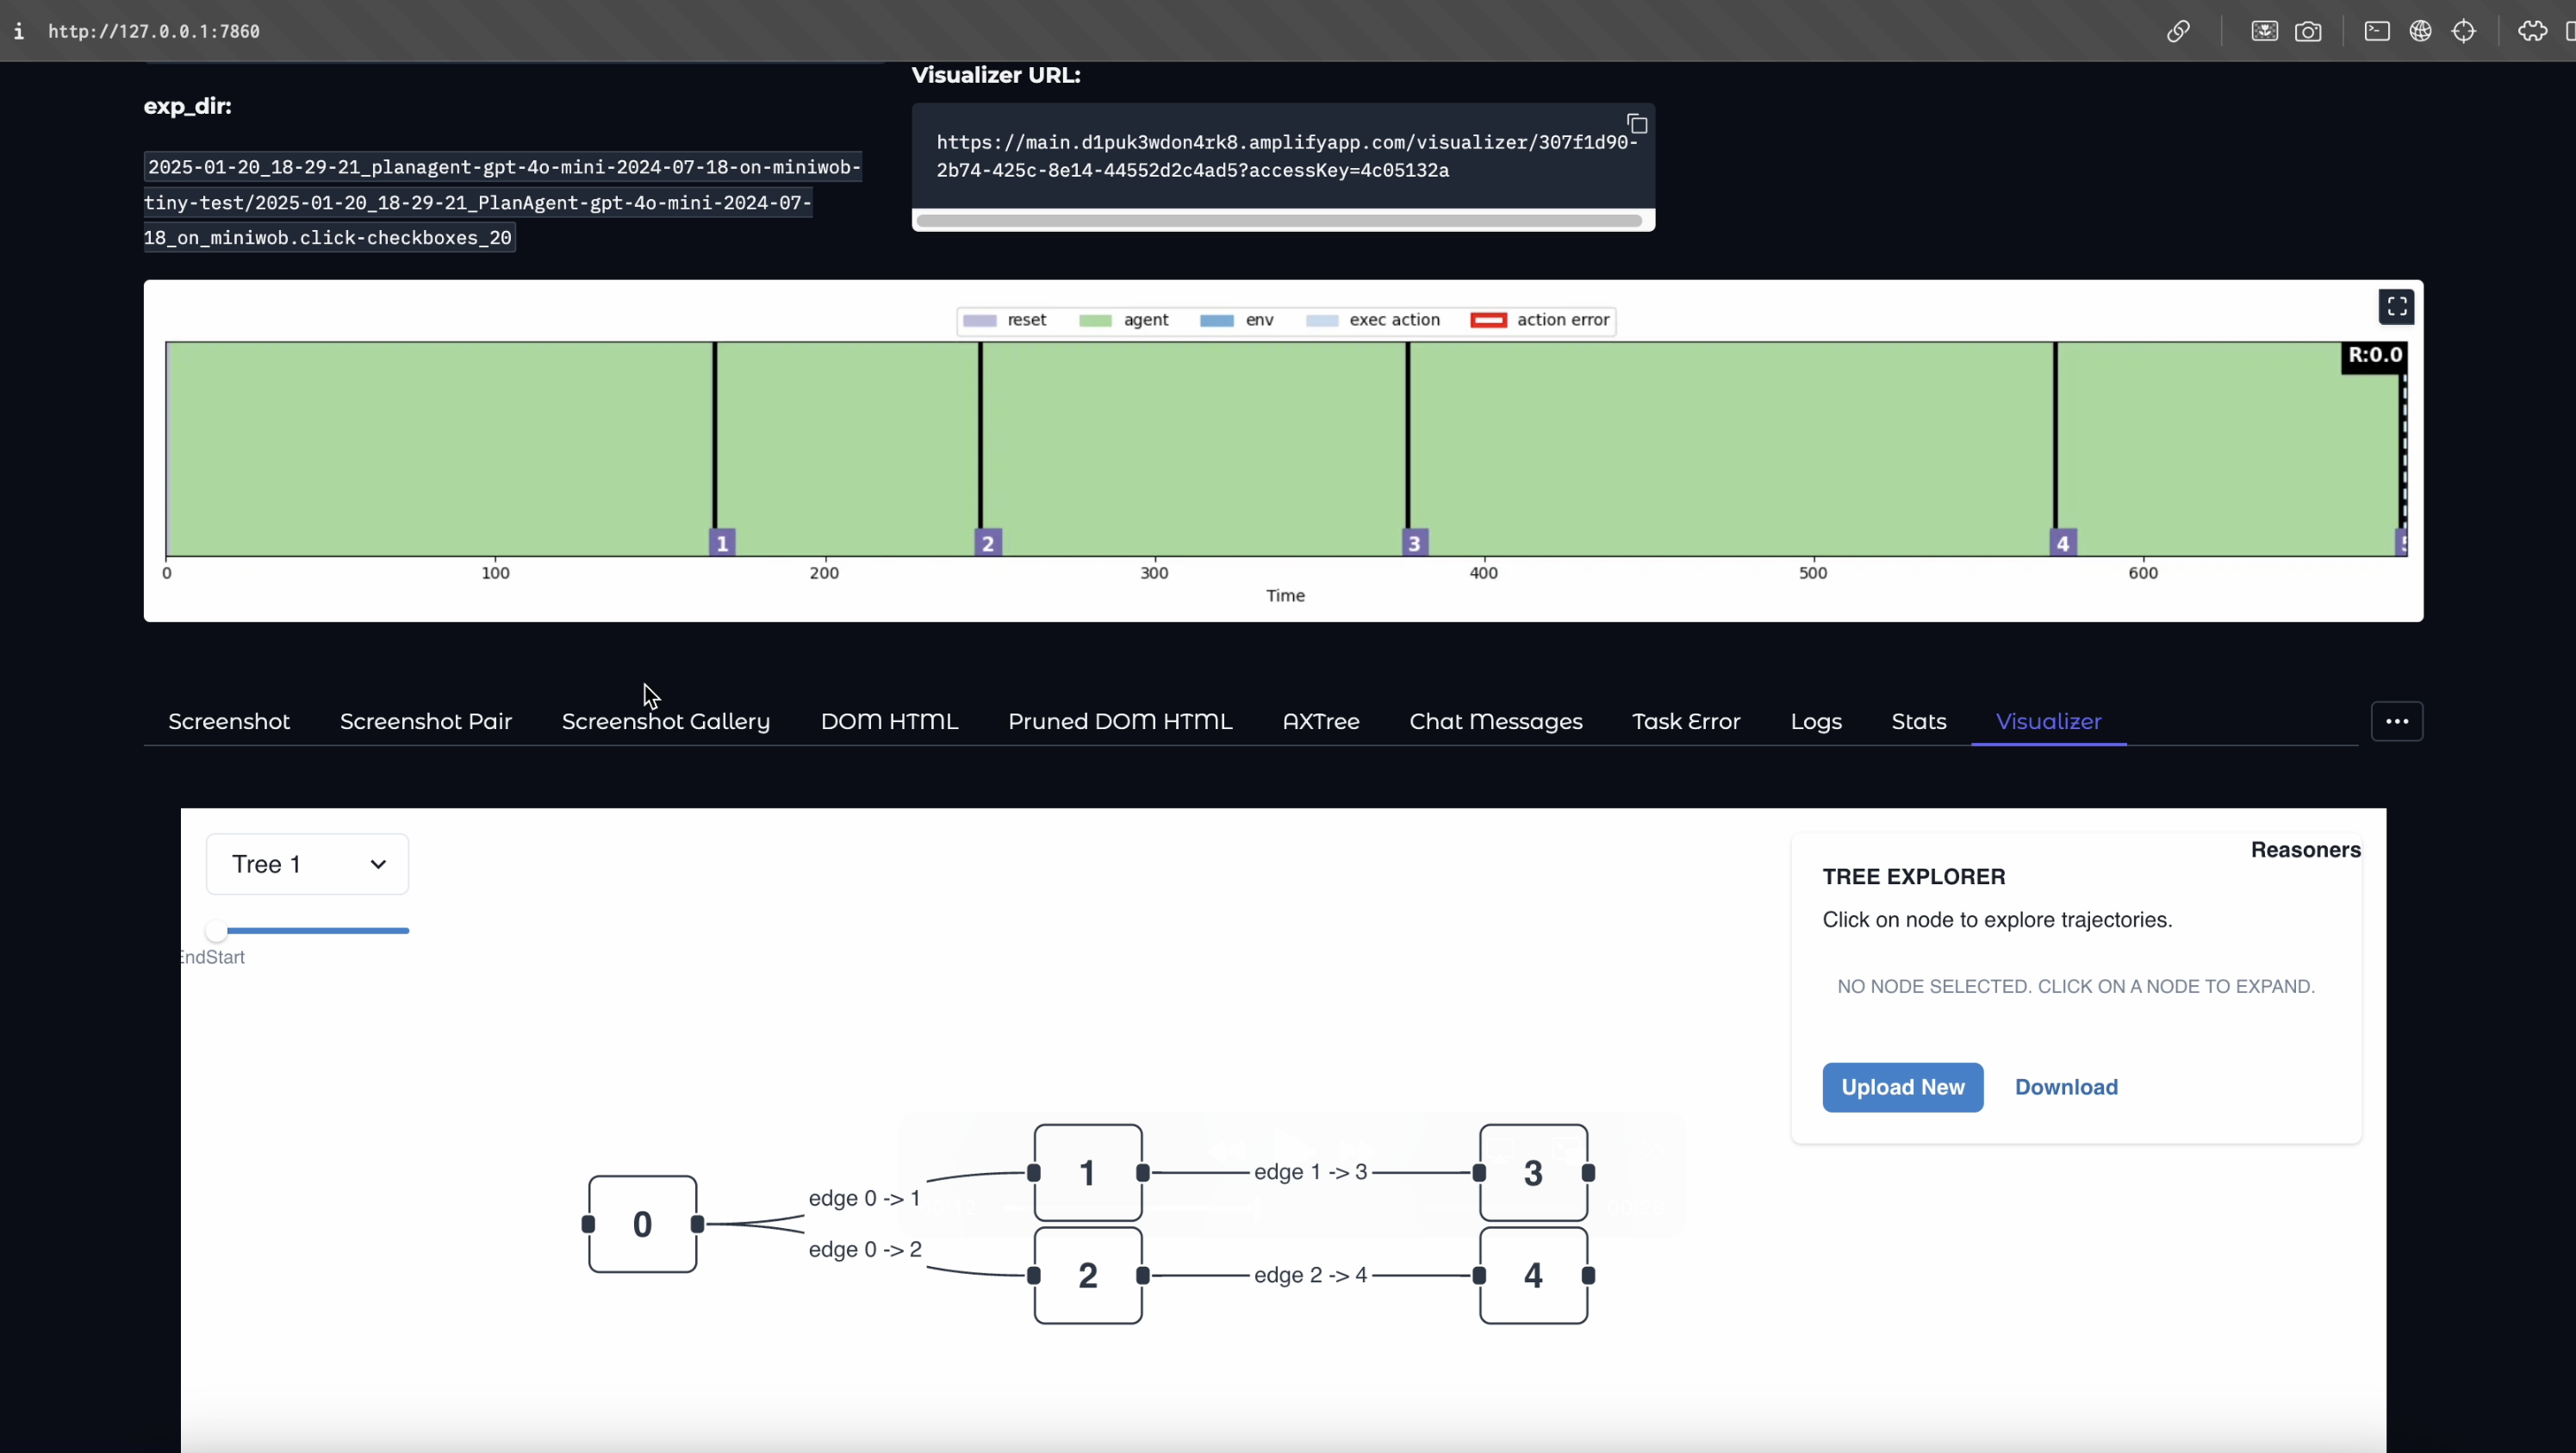 http://127.0.0.1:7860
Visualizer URL:
exp_dir:
https://main.d1puk3wdon4rk8.amplifyapp.com/visualizer/307f1d90-
2b74-425c-8e14-44552d2c4ad5?accessKey=4c05132a
2025-01-20_18-29-21_planagent-gpt-4o-mini-2024-07-18-on-miniwob-
tiny-test/2025-01-20_18-29-21_PlanAgent-gpt-4o-mini-2024-07-
18_on_miniwob.click-checkboxes_20
reset agent env exec action action error
R:0.0
1 2 3 4 5
0 100 200 300 400 500 600
Time
Screenshot Screenshot Pair Screenshot Gallery DOM HTML Pruned DOM HTML AXTree Chat Messages Task Error Logs Stats Visualizer
Tree 1
EndStart
Reasoners
TREE EXPLORER
Click on node to explore trajectories.
NO NODE SELECTED. CLICK ON A NODE TO EXPAND.
Upload New Download
1 edge 1 -> 3 3
edge 0 -> 1
0
edge 0 -> 2
2 edge 2 -> 4 4